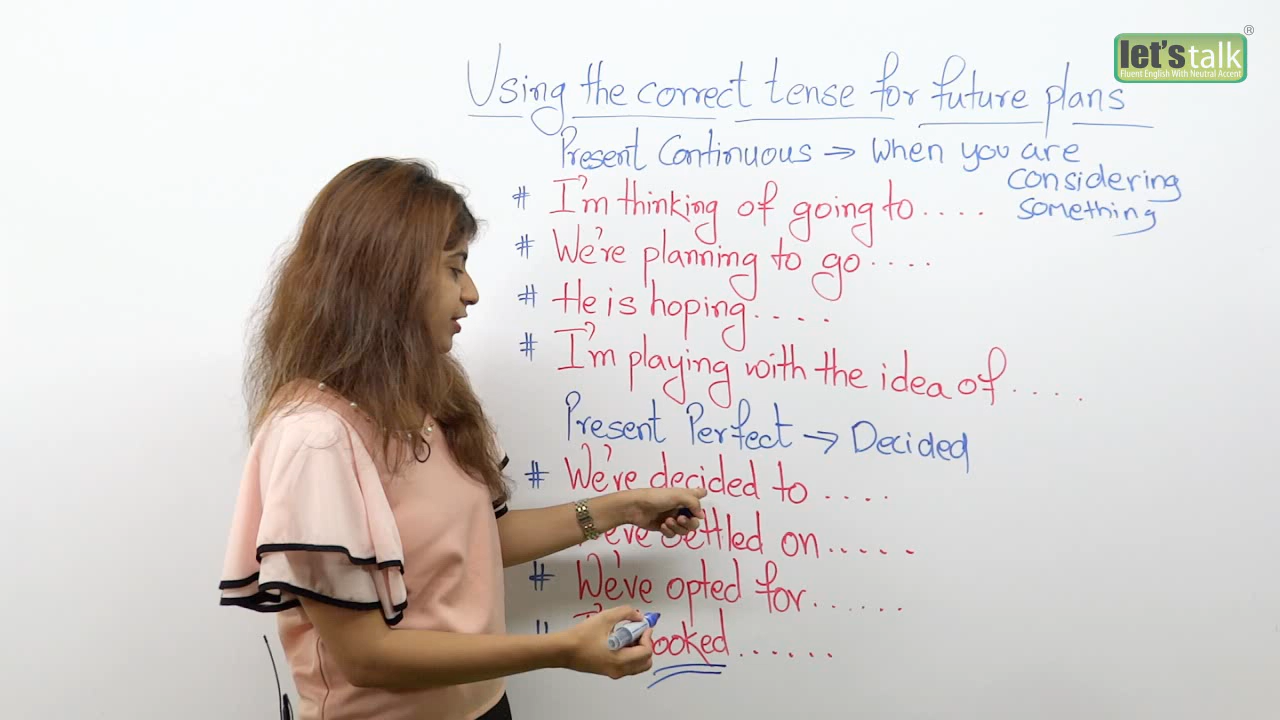 let's talk ®
Fluent English With Neutral Accent
Using the correct tense for future plans
Present Continuous → When you are
considering
something
# I'm thinking of going to....
# We're planning to go....
# He is hoping....
# I'm playing with the idea of....
Present Perfect → Decided
# We've decided to....
settled on.....
# We've opted for......
# ......